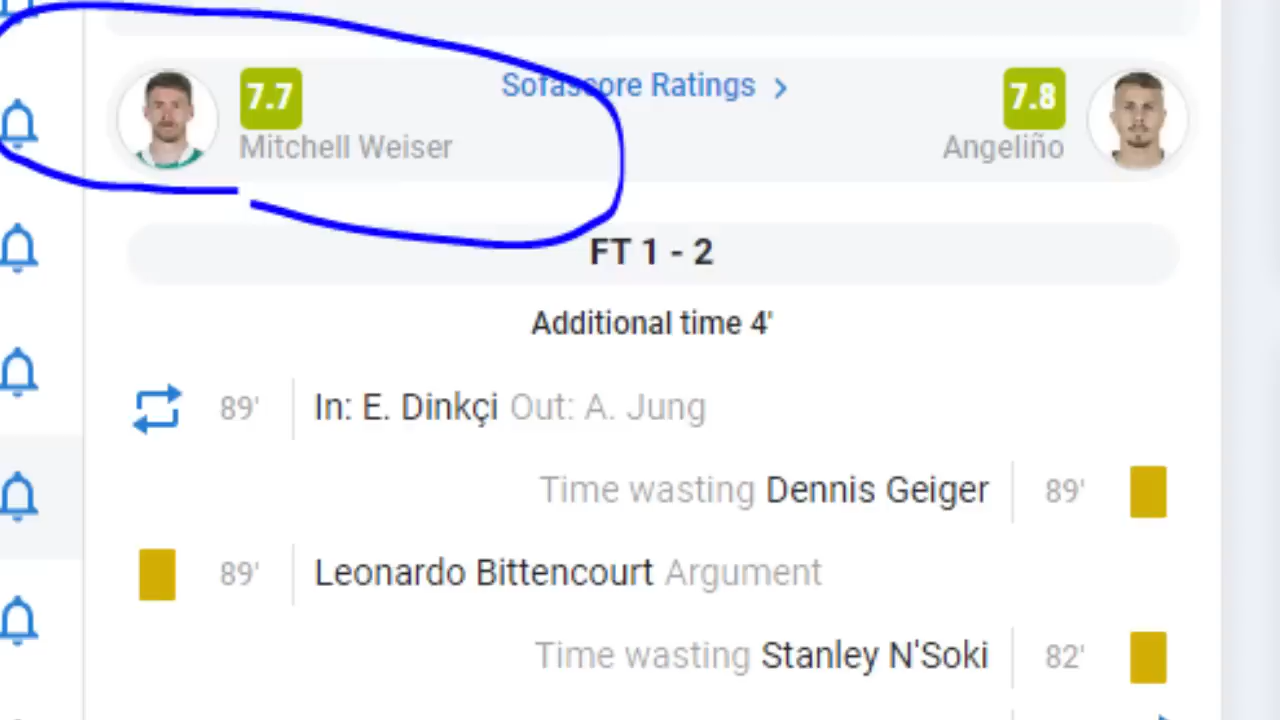 7.7
Sofascore Ratings
7.8
Mitchell Weiser
Angeliño
FT 1 - 2
Additional time 4'
89' In: E. Dinkçi Out: A. Jung
Time wasting Dennis Geiger 89'
89' Leonardo Bittencourt Argument
Time wasting Stanley N'Soki 82'